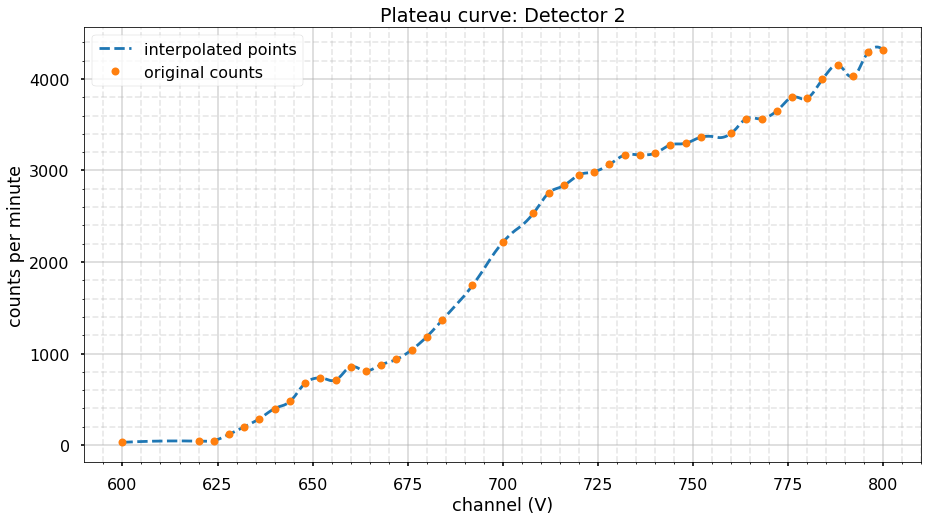 Plateau curve: Detector 2
interpolated points
original counts
counts per minute
4000
3000
2000
1000
0
600
625
650
675
700
725
750
775
800
channel (V)